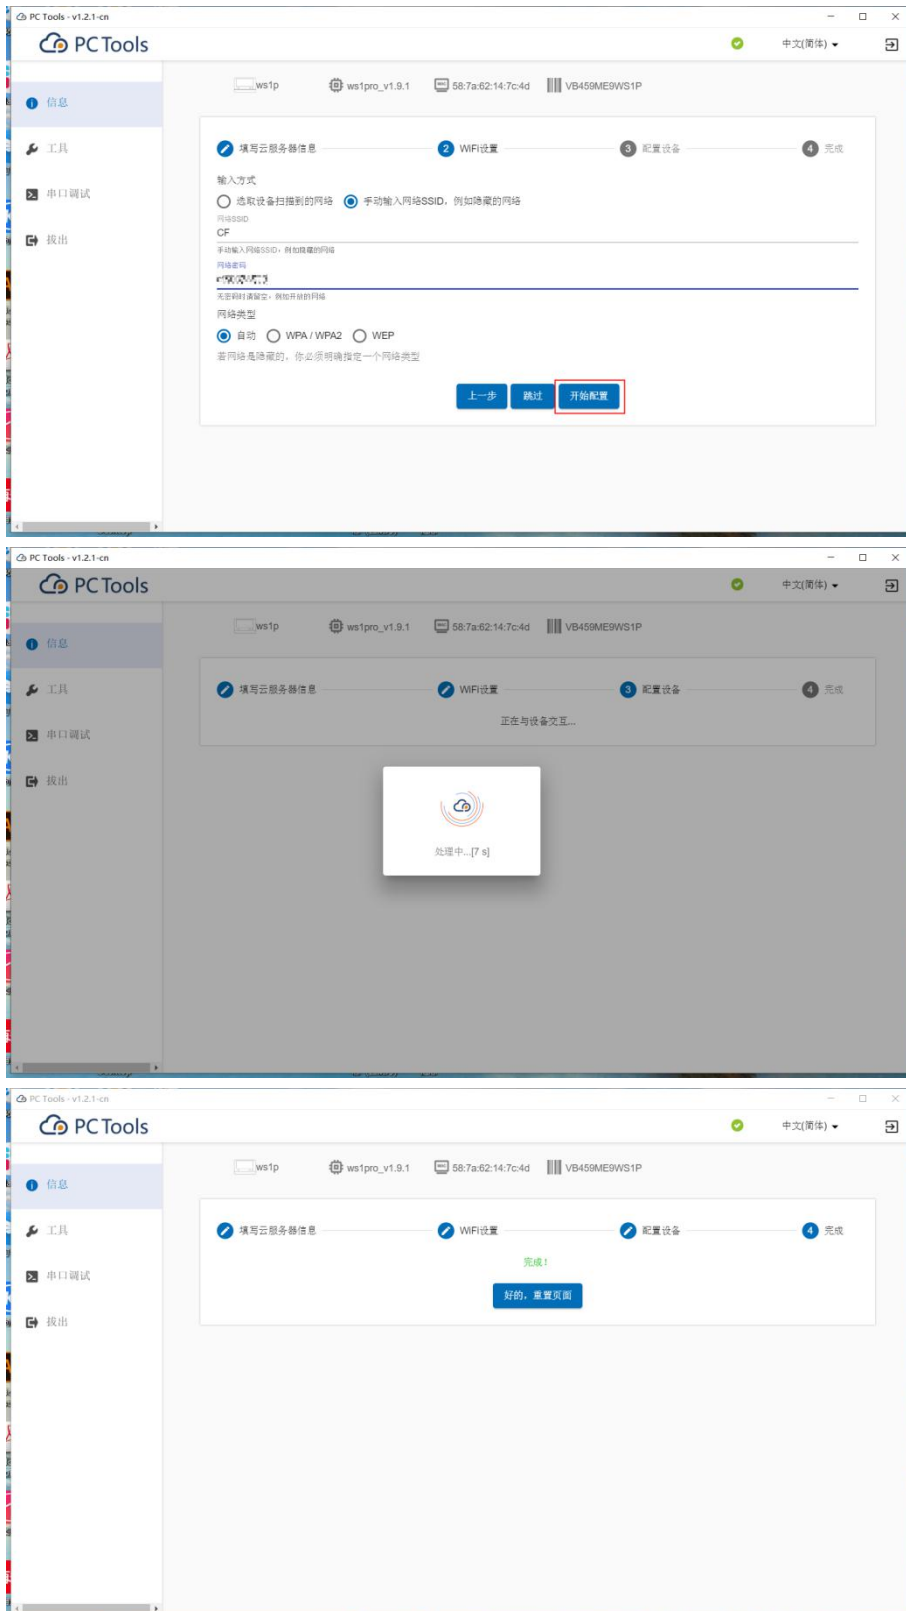 PC Tools - v1.2.1-cn
PC Tools
中文(简体)
ws1p ws1pro_v1.9.1 58:7a:62:14:7c:4d VB459ME9WS1P
信息
工具
串口调试
拔出
填写云服务器信息 2 WIFI设置 3 配置设备 4 完成
输入方式
选取设备扫描到的网络 手动输入网络SSID，例如隐藏的网络
网络SSID
CF
手动输入网络SSID，例如隐藏的网络
网络密码
无密码时请留空，例如开放的网络
网络类型
自动 WPA / WPA2 WEP
若网络是隐藏的，你必须明确指定一个网络类型
上一步 跳过 开始配置
PC Tools - v1.2.1-cn
PC Tools
中文(简体)
ws1p ws1pro_v1.9.1 58:7a:62:14:7c:4d VB459ME9WS1P
信息
工具
串口调试
拔出
填写云服务器信息 WIFI设置 3 配置设备 4 完成
正在与设备交互...
处理中...[7 s]
PC Tools - v1.2.1-cn
PC Tools
中文(简体)
ws1p ws1pro_v1.9.1 58:7a:62:14:7c:4d VB459ME9WS1P
信息
工具
串口调试
拔出
填写云服务器信息 WIFI设置 配置设备 4 完成
完成！
好的，重置页面